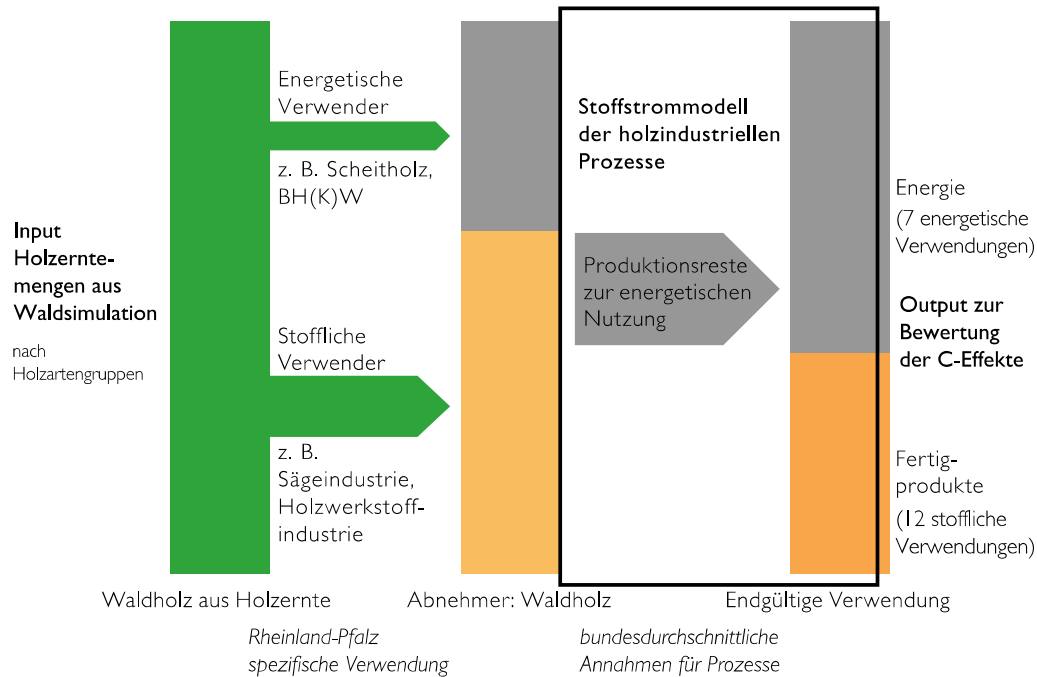 Input
Holzernte-
mengen aus
Waldsimulation
nach
Holzartengruppen
Energetische
Verwender
z. B. Scheitholz,
BH(K)W
Stoffliche
Verwender
z. B.
Sägeindustrie,
Holzwerkstoff-
industrie
Stoffstrommodell
der holzindustriellen
Prozesse
Produktionsreste
zur energetischen
Nutzung
Energie
(7 energetische
Verwendungen)
Output zur
Bewertung
der C-Effekte
Fertig-
produkte
(12 stoffliche
Verwendungen)
Waldholz aus Holzernte
Abnehmer: Waldholz
Endgültige Verwendung
Rheinland-Pfalz
spezifische Verwendung
bundesdurchschnittliche
Annahmen für Prozesse